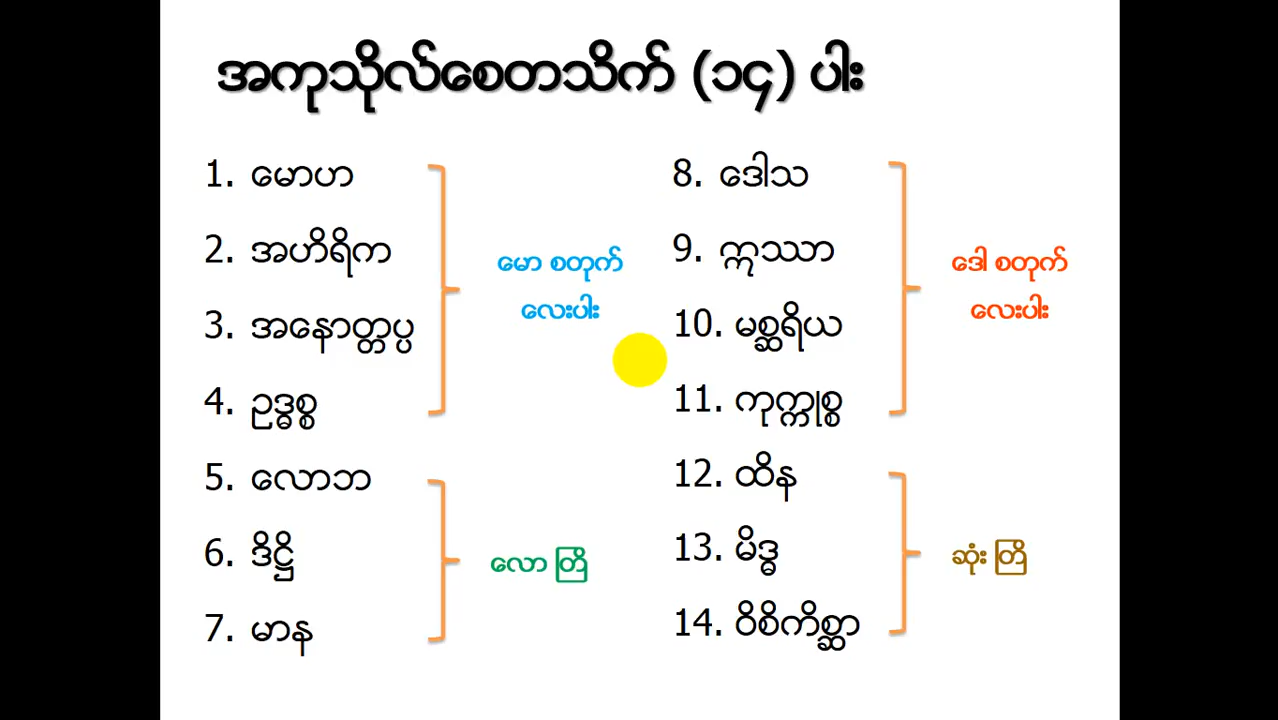 အကုသိုလ်စေတသိက် (၁၄) ပါး
1. မောဟ
2. အဟိရိက
3. အနောတ္တပ္ပ
4. ဥဒ္ဓစ္စ
မော စတုက်
လေးပါး
5. လောဘ
6. ဒိဋ္ဌိ
7. မာန
လော တြိ
8. ဒေါသ
9. ဣဿာ
10. မစ္ဆရိယ
11. ကုက္ကုစ္စ
ဒေါ စတုက်
လေးပါး
12. ထိန
13. မိဒ္ဓ
14. ဝိစိကိစ္ဆာ
ဆုံး တြိ